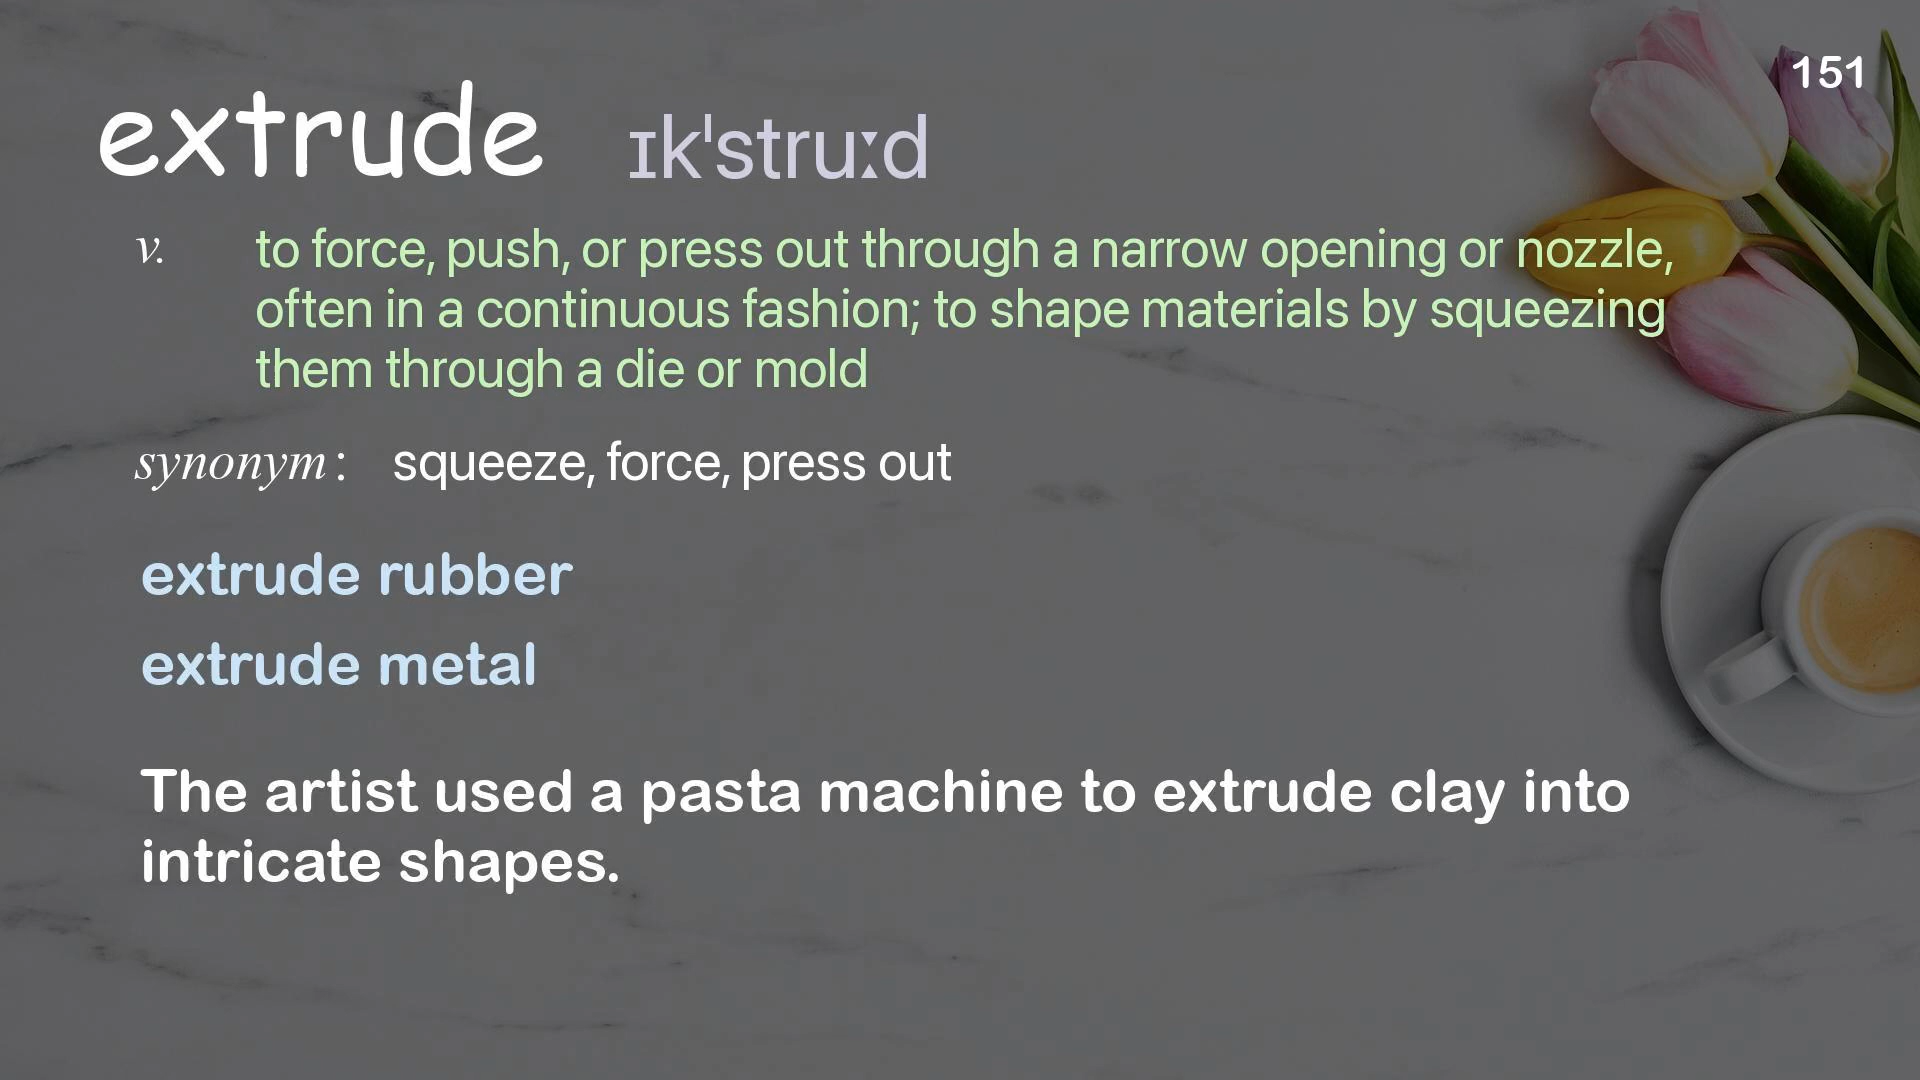 151
extrude ɪkˈstruːd
v. to force, push, or press out through a narrow opening or nozzle,
often in a continuous fashion; to shape materials by squeezing
them through a die or mold
synonym : squeeze, force, press out
extrude rubber
extrude metal
The artist used a pasta machine to extrude clay into
intricate shapes.